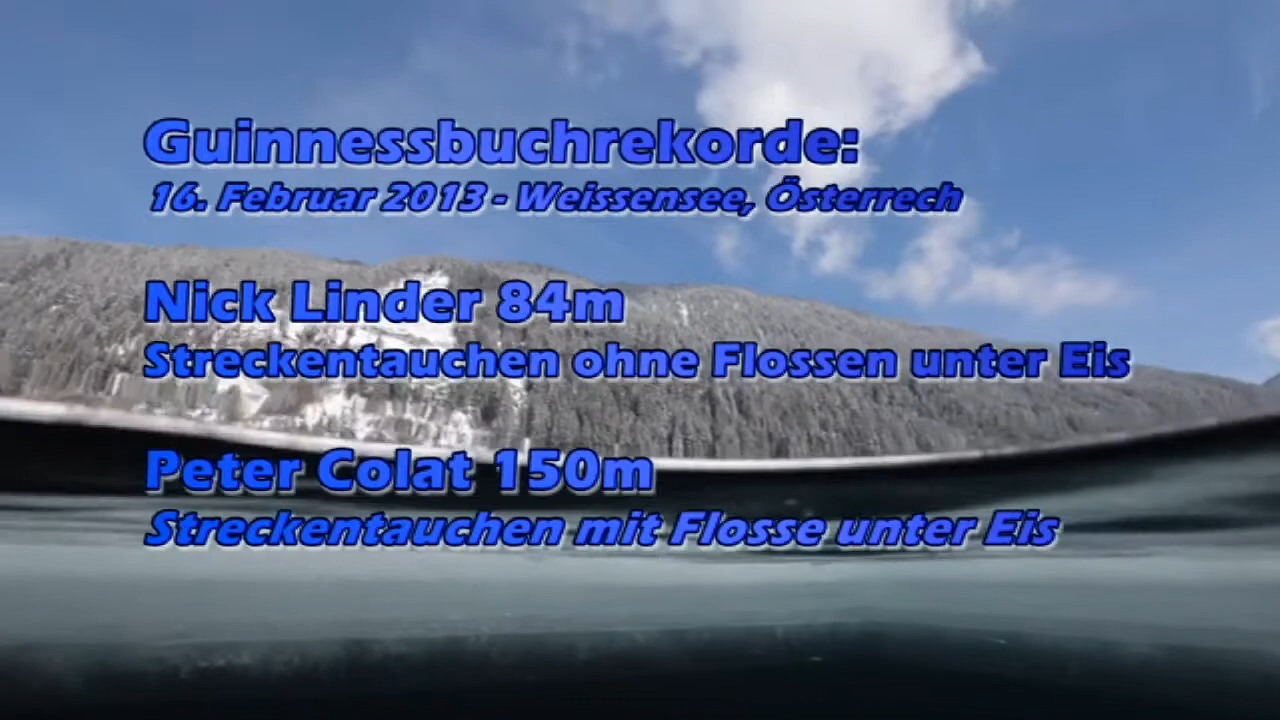 Guinnessbuchrekorde:
16. Februar 2013 - Weissensee, Österrech
Nick Linder 84m
Streckentauchen ohne Flossen unter Eis
Peter Colat 150m
Streckentauchen mit Flosse unter Eis